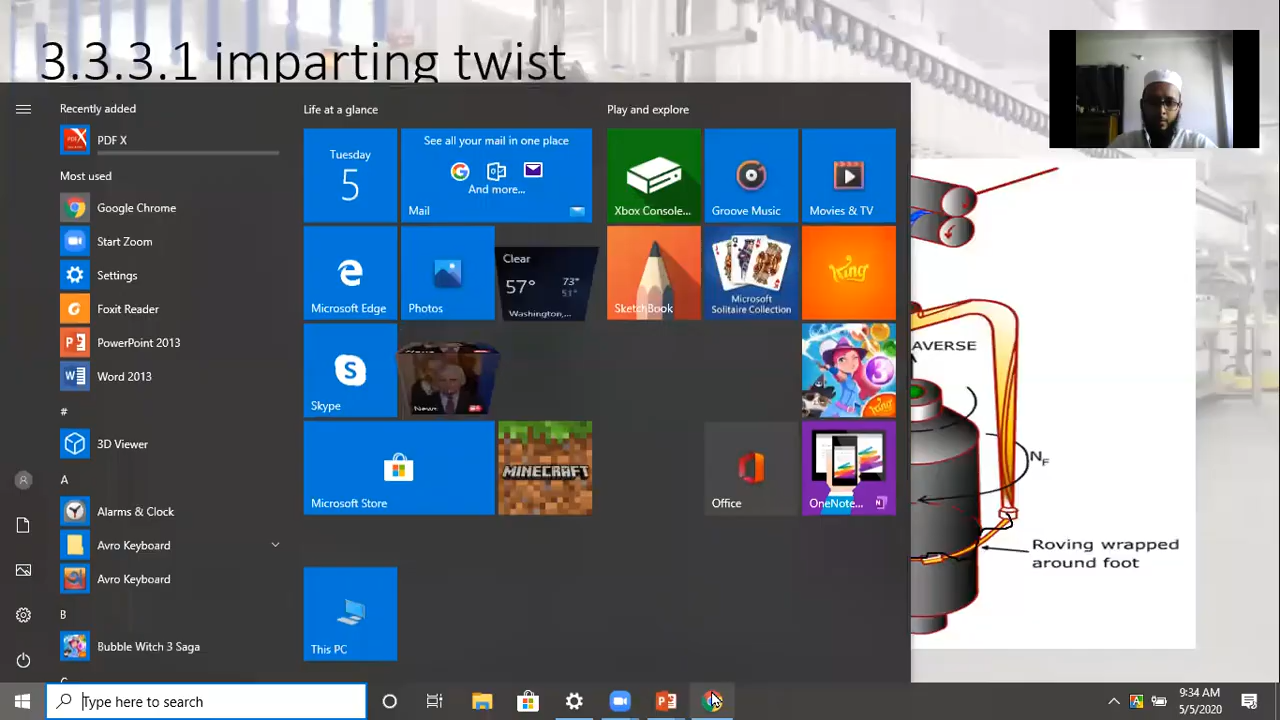 3.3.3.1 imparting twist
Recently added
PDF X
Most used
Google Chrome
Start Zoom
Settings
Foxit Reader
PowerPoint 2013
Word 2013
#
3D Viewer
A
Alarms & Clock
Avro Keyboard
Avro Keyboard
B
Bubble Witch 3 Saga
Life at a glance
Tuesday
5
See all your mail in one place
And more...
Mail
Microsoft Edge
Photos
Clear
57°
73°
51°
Washington,...
Skype
News
Microsoft Store
MINECRAFT
This PC
Play and explore
Xbox Console...
Groove Music
Movies & TV
SketchBook
Microsoft
Solitaire Collection
King
3
King
Office
OneNote...
AVERSE
NF
Roving wrapped
around foot
Type here to search
9:34 AM
5/5/2020